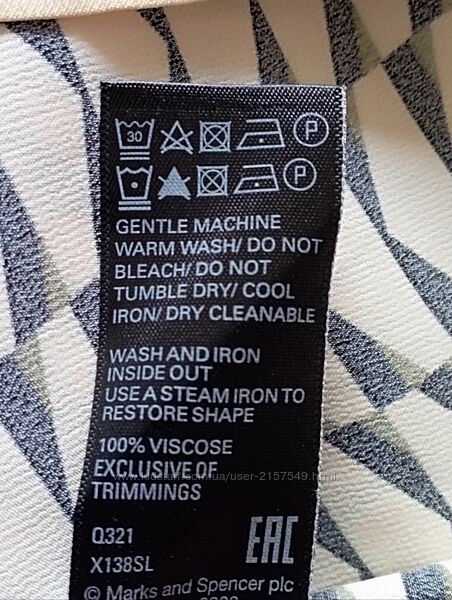 30 P
P
GENTLE MACHINE
WARM WASH/ DO NOT
BLEACH/ DO NOT
TUMBLE DRY/ COOL
IRON/ DRY CLEANABLE
WASH AND IRON
INSIDE OUT
USE A STEAM IRON TO
RESTORE SHAPE
100% VISCOSE
EXCLUSIVE OF
TRIMMINGS
Q321
X138SL
EAC
© Marks and Spencer plc